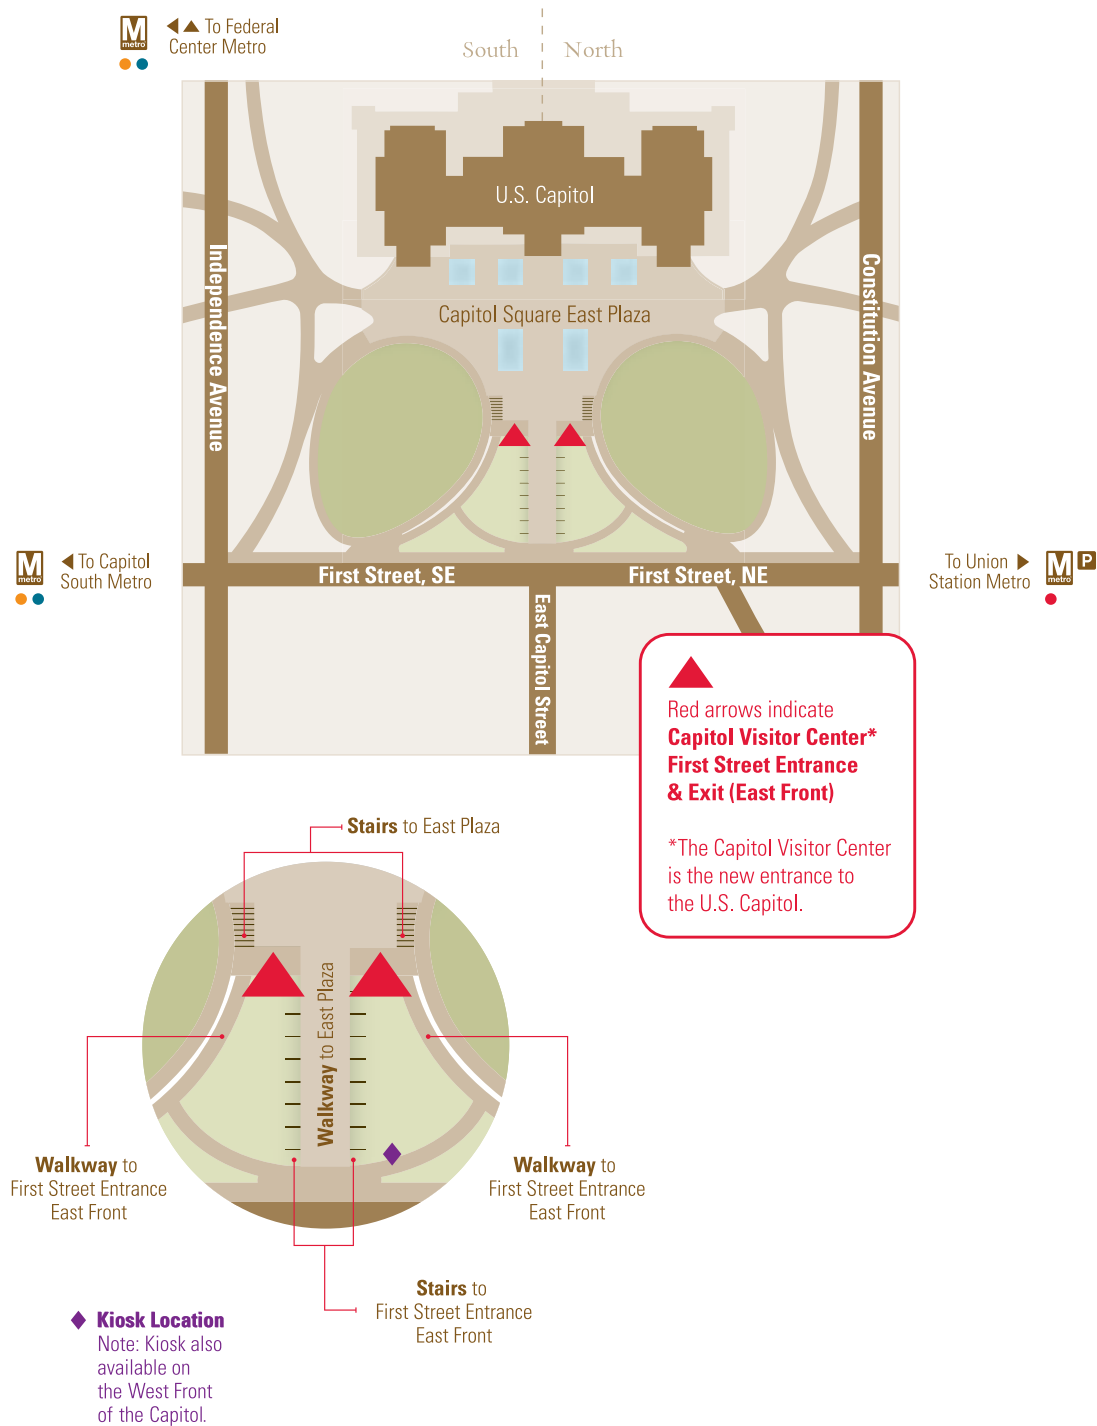 M
metro
To Federal
Center Metro
South
North
U.S. Capitol
Capitol Square East Plaza
Independence Avenue
Constitution Avenue
M
metro
To Capitol
South Metro
First Street, SE
First Street, NE
To Union
Station Metro
M
metro
P
East Capitol Street
Red arrows indicate
Capitol Visitor Center*
First Street Entrance
& Exit (East Front)
*The Capitol Visitor Center
is the new entrance to
the U.S. Capitol.
Stairs to East Plaza
Walkway to East Plaza
Walkway to
First Street Entrance
East Front
Walkway to
First Street Entrance
East Front
Stairs to
First Street Entrance
East Front
Kiosk Location
Note: Kiosk also
available on
the West Front
of the Capitol.